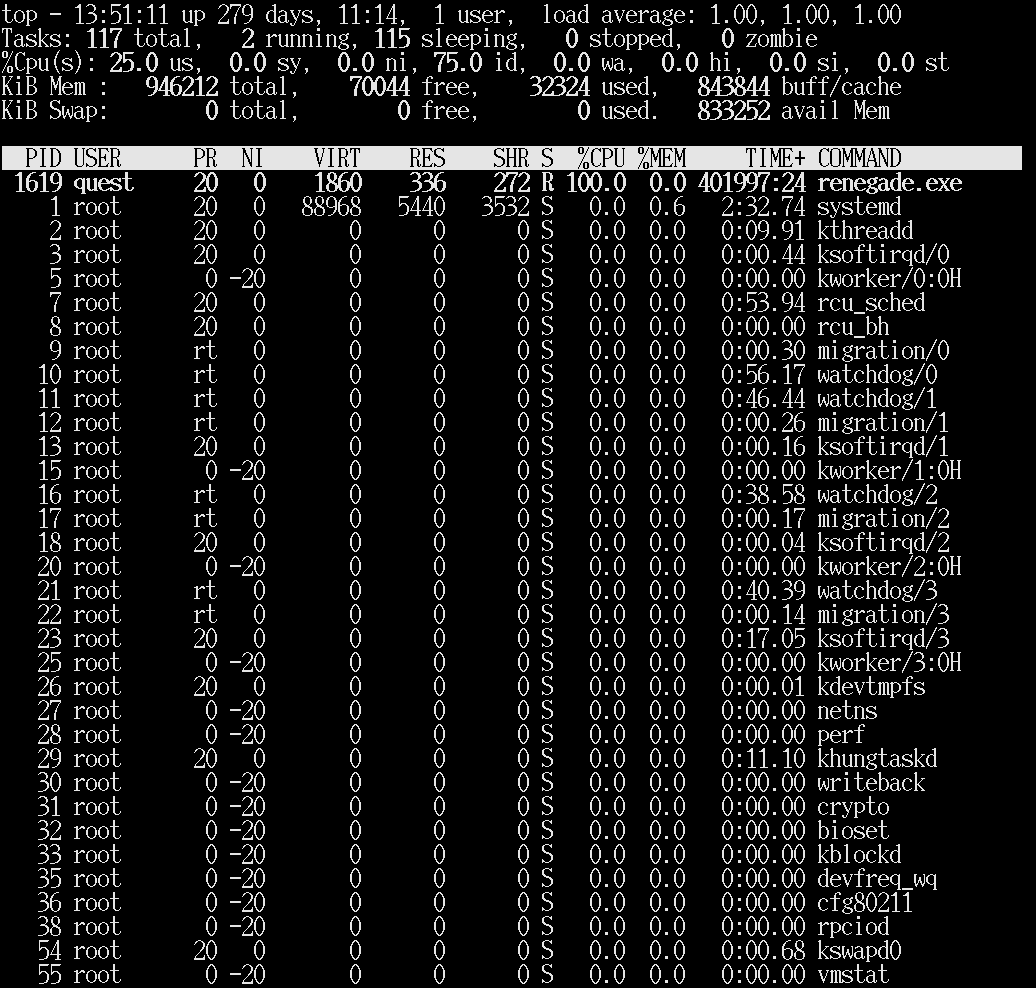 top - 13:51:11 up 279 days, 11:14,  1 user,  load average: 1.00, 1.00, 1.00
Tasks: 117 total,   2 running, 115 sleeping,   0 stopped,   0 zombie
%Cpu(s): 25.0 us,  0.0 sy,  0.0 ni, 75.0 id,  0.0 wa,  0.0 hi,  0.0 si,  0.0 st
KiB Mem :   946212 total,    70044 free,    32324 used,   843844 buff/cache
KiB Swap:        0 total,        0 free,        0 used.   833252 avail Mem
PID USER      PR  NI    VIRT    RES    SHR S  %CPU %MEM     TIME+ COMMAND
1619 quest     20   0    1860    336    272 R 100.0  0.0 401997:24 renegade.exe
1 root      20   0   88968   5440   3532 S   0.0  0.6   2:32.74 systemd
2 root      20   0       0      0      0 S   0.0  0.0   0:09.91 kthreadd
3 root      20   0       0      0      0 S   0.0  0.0   0:00.44 ksoftirqd/0
5 root       0 -20       0      0      0 S   0.0  0.0   0:00.00 kworker/0:0H
7 root      20   0       0      0      0 S   0.0  0.0   0:53.94 rcu_sched
8 root      20   0       0      0      0 S   0.0  0.0   0:00.00 rcu_bh
9 root      rt   0       0      0      0 S   0.0  0.0   0:00.30 migration/0
10 root      rt   0       0      0      0 S   0.0  0.0   0:56.17 watchdog/0
11 root      rt   0       0      0      0 S   0.0  0.0   0:46.44 watchdog/1
12 root      rt   0       0      0      0 S   0.0  0.0   0:00.26 migration/1
13 root      20   0       0      0      0 S   0.0  0.0   0:00.16 ksoftirqd/1
15 root       0 -20       0      0      0 S   0.0  0.0   0:00.00 kworker/1:0H
16 root      rt   0       0      0      0 S   0.0  0.0   0:38.58 watchdog/2
17 root      rt   0       0      0      0 S   0.0  0.0   0:00.17 migration/2
18 root      20   0       0      0      0 S   0.0  0.0   0:00.04 ksoftirqd/2
20 root       0 -20       0      0      0 S   0.0  0.0   0:00.00 kworker/2:0H
21 root      rt   0       0      0      0 S   0.0  0.0   0:40.39 watchdog/3
22 root      rt   0       0      0      0 S   0.0  0.0   0:00.14 migration/3
23 root      20   0       0      0      0 S   0.0  0.0   0:17.05 ksoftirqd/3
25 root       0 -20       0      0      0 S   0.0  0.0   0:00.00 kworker/3:0H
26 root      20   0       0      0      0 S   0.0  0.0   0:00.01 kdevtmpfs
27 root       0 -20       0      0      0 S   0.0  0.0   0:00.00 netns
28 root       0 -20       0      0      0 S   0.0  0.0   0:00.00 perf
29 root      20   0       0      0      0 S   0.0  0.0   0:11.10 khungtaskd
30 root       0 -20       0      0      0 S   0.0  0.0   0:00.00 writeback
31 root       0 -20       0      0      0 S   0.0  0.0   0:00.00 crypto
32 root       0 -20       0      0      0 S   0.0  0.0   0:00.00 bioset
33 root       0 -20       0      0      0 S   0.0  0.0   0:00.00 kblockd
35 root       0 -20       0      0      0 S   0.0  0.0   0:00.00 devfreq_wq
36 root       0 -20       0      0      0 S   0.0  0.0   0:00.00 cfg80211
38 root       0 -20       0      0      0 S   0.0  0.0   0:00.00 rpciod
54 root      20   0       0      0      0 S   0.0  0.0   0:00.68 kswapd0
55 root       0 -20       0      0      0 S   0.0  0.0   0:00.00 vmstat